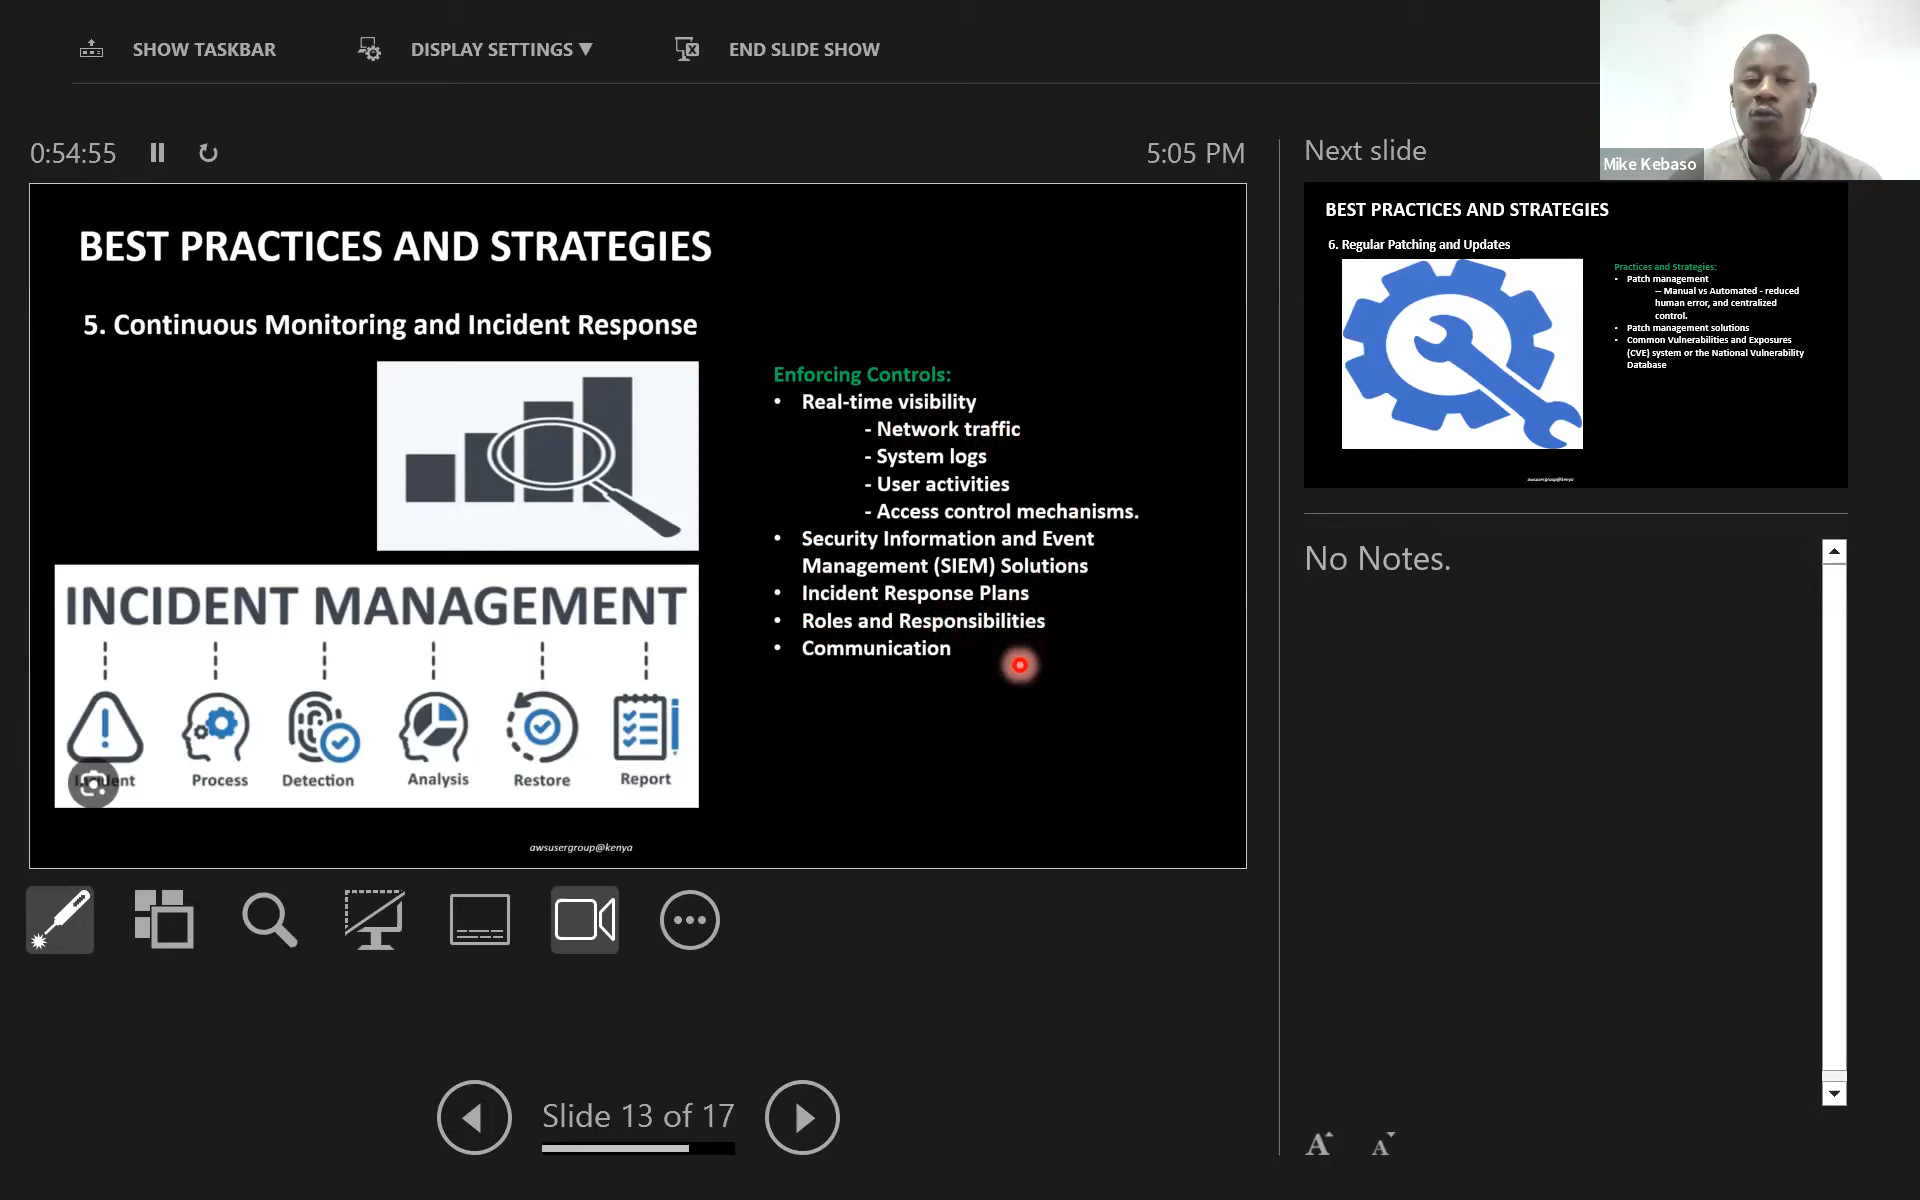 SHOW TASKBAR
DISPLAY SETTINGS ▼
END SLIDE SHOW
Mike Kebaso
0:54:55
5:05 PM
Next slide
BEST PRACTICES AND STRATEGIES
5. Continuous Monitoring and Incident Response
Enforcing Controls:
• Real-time visibility
- Network traffic
- System logs
- User activities
- Access control mechanisms.
• Security Information and Event
Management (SIEM) Solutions
• Incident Response Plans
• Roles and Responsibilities
• Communication
INCIDENT MANAGEMENT
Process
Detection
Analysis
Restore
Report
awsusergroup@kenya
BEST PRACTICES AND STRATEGIES
6. Regular Patching and Updates
Practices and Strategies:
• Patch management
-- Manual vs Automated - reduced
human error, and centralized
control.
• Patch management solutions
• Common Vulnerabilities and Exposures
(CVE) system or the National Vulnerability
Database
awsusergroup@kenya
No Notes.
Slide 13 of 17
A A